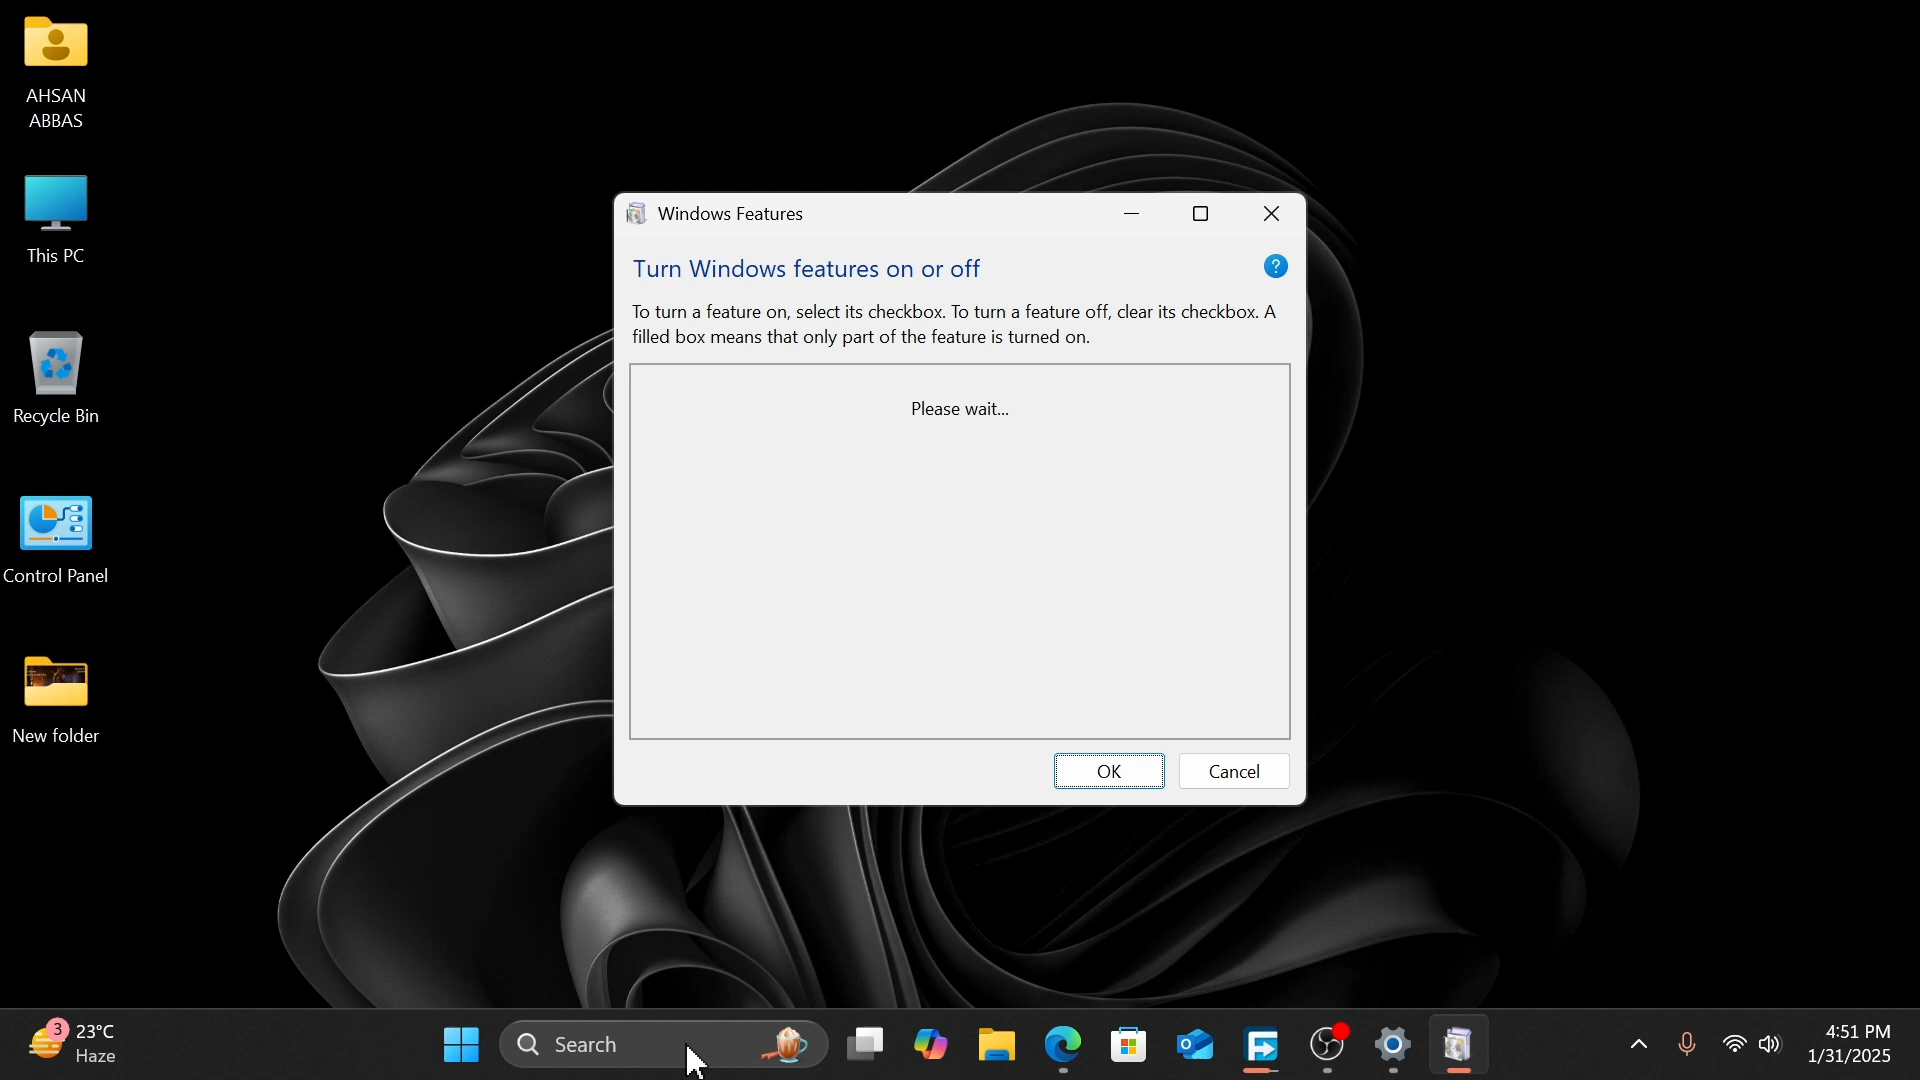 AHSAN
ABBAS
This PC
Recycle Bin
Control Panel
New folder
Windows Features
Turn Windows features on or off
?
To turn a feature on, select its checkbox. To turn a feature off, clear its checkbox. A
filled box means that only part of the feature is turned on.
Please wait...
OK
Cancel
3
23°C
Haze
Search
4:51 PM
1/31/2025